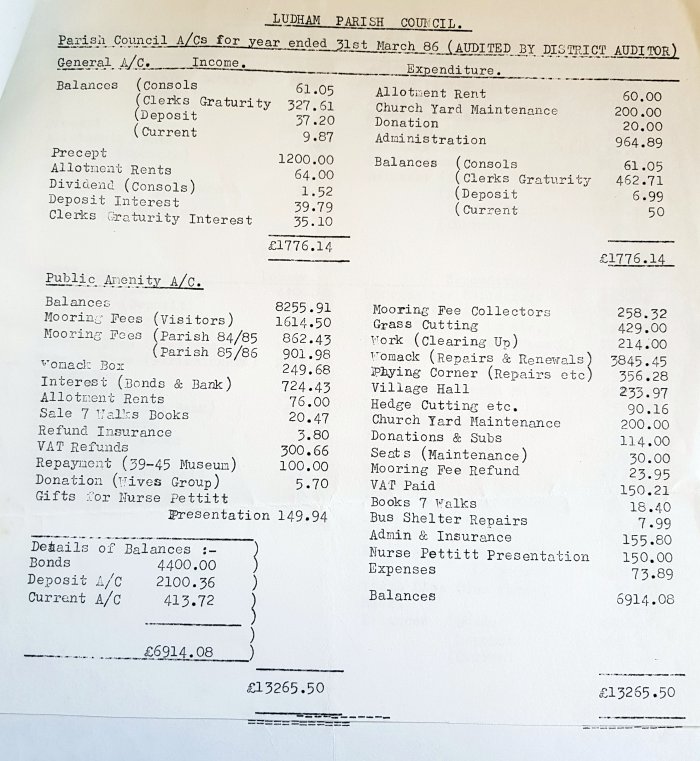 LUDHAM PARISH COUNCIL.
Parish Council A/Cs for year ended 31st March 86 (AUDITED BY DISTRICT AUDITOR)
General A/C. Income. Expenditure.
Balances (Consols 61.05
(Clerks Graturity 327.61
(Deposit 37.20
(Current 9.87
Precept 1200.00
Allotment Rents 64.00
Dividend (Consols) 1.52
Deposit Interest 39.79
Clerks Graturity Interest 35.10
£1776.14
Allotment Rent 60.00
Church Yard Maintenance 200.00
Donation 20.00
Administration 964.89
Balances (Consols 61.05
(Clerks Graturity 462.71
(Deposit 6.99
(Current 50
£1776.14
Public Amenity A/C.
Balances 8255.91
Mooring Fees (Visitors) 1614.50
Mooring Fees (Parish 84/85 862.43
(Parish 85/86 901.98
Womack Box 249.68
Interest (Bonds & Bank) 724.43
Allotment Rents 76.00
Sale 7 Walks Books 20.47
Refund Insurance 3.80
VAT Refunds 300.66
Repayment (39-45 Museum) 100.00
Donation (Wives Group) 5.70
Gifts for Nurse Pettitt
Presentation 149.94
Details of Balances :-
Bonds 4400.00
Deposit A/C 2100.36
Current A/C 413.72
£6914.08
£13265.50
Mooring Fee Collectors 258.32
Grass Cutting 429.00
Work (Clearing Up) 214.00
Womack (Repairs & Renewals) 3845.45
Playing Corner (Repairs etc) 356.28
Village Hall 233.97
Hedge Cutting etc. 90.16
Church Yard Maintenance 200.00
Donations & Subs 114.00
Seats (Maintenance) 30.00
Mooring Fee Refund 23.95
VAT Paid 150.21
Books 7 Walks 18.40
Bus Shelter Repairs 7.99
Admin & Insurance 155.80
Nurse Pettitt Presentation 150.00
Expenses 73.89
Balances 6914.08
£13265.50